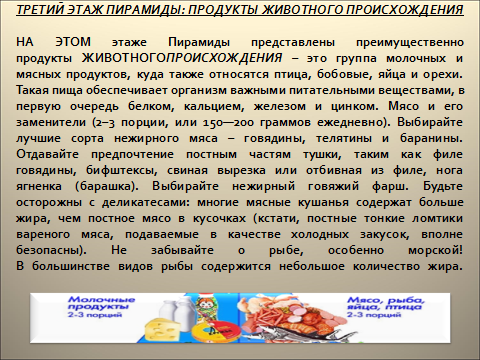 ТРЕТИЙ ЭТАЖ ПИРАМИДЫ: ПРОДУКТЫ ЖИВОТНОГО ПРОИСХОЖДЕНИЯ
НА ЭТОМ этаже Пирамиды представлены преимущественно
продукты ЖИВОТНОГОПРОИСХОЖДЕНИЯ – это группа молочных и
мясных продуктов, куда также относятся птица, бобовые, яйца и орехи.
Такая пища обеспечивает организм важными питательными веществами, в
первую очередь белком, кальцием, железом и цинком. Мясо и его
заменители (2–3 порции, или 150—200 граммов ежедневно). Выбирайте
лучшие сорта нежирного мяса – говядины, телятины и баранины.
Отдавайте предпочтение постным частям тушки, таким как филе
говядины, бифштексы, свиная вырезка или отбивная из филе, нога
ягненка (барашка). Выбирайте нежирный говяжий фарш. Будьте
осторожны с деликатесами: многие мясные кушанья содержат больше
жира, чем постное мясо в кусочках (кстати, постные тонкие ломтики
вареного мяса, подаваемые в качестве холодных закусок, вполне
безопасны). Не забывайте о рыбе, особенно морской!
В большинстве видов рыбы содержится небольшое количество жира.
Молочные
продукты
2-3 порций
Мясо, рыба,
яйца, птица
2-3 порций